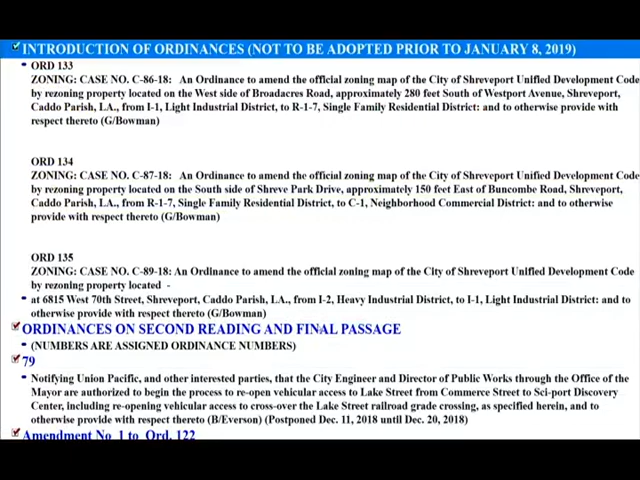 INTRODUCTION OF ORDINANCES (NOT TO BE ADOPTED PRIOR TO JANUARY 8, 2019)
ORD 133
ZONING: CASE NO. C-86-18: An Ordinance to amend the official zoning map of the City of Shreveport Unified Development Code
by rezoning property located on the West side of Broadacres Road, approximately 280 feet South of Westport Avenue, Shreveport,
Caddo Parish, LA., from I-1, Light Industrial District, to R-1-7, Single Family Residential District: and to otherwise provide with
respect thereto (G/Bowman)
ORD 134
ZONING: CASE NO. C-87-18: An Ordinance to amend the official zoning map of the City of Shreveport Unified Development Code
by rezoning property located on the South side of Shreve Park Drive, approximately 150 feet East of Buncombe Road, Shreveport,
Caddo Parish, LA., from R-1-7, Single Family Residential District, to C-1, Neighborhood Commercial District: and to otherwise
provide with respect thereto (G/Bowman)
ORD 135
ZONING: CASE NO. C-89-18: An Ordinance to amend the official zoning map of the City of Shreveport Unified Development Code
by rezoning property located -
at 6815 West 70th Street, Shreveport, Caddo Parish, LA., from I-2, Heavy Industrial District, to I-1, Light Industrial District: and to
otherwise provide with respect thereto (G/Bowman)
ORDINANCES ON SECOND READING AND FINAL PASSAGE
(NUMBERS ARE ASSIGNED ORDINANCE NUMBERS)
79
Notifying Union Pacific, and other interested parties, that the City Engineer and Director of Public Works through the Office of the
Mayor are authorized to begin the process to re-open vehicular access to Lake Street from Commerce Street to Sci-port Discovery
Center, including re-opening vehicular access to cross-over the Lake Street railroad grade crossing, as specified herein, and to
otherwise provide with respect thereto (B/Everson) (Postponed Dec. 11, 2018 until Dec. 20, 2018)
Amendment No. 1 to Ord. 122